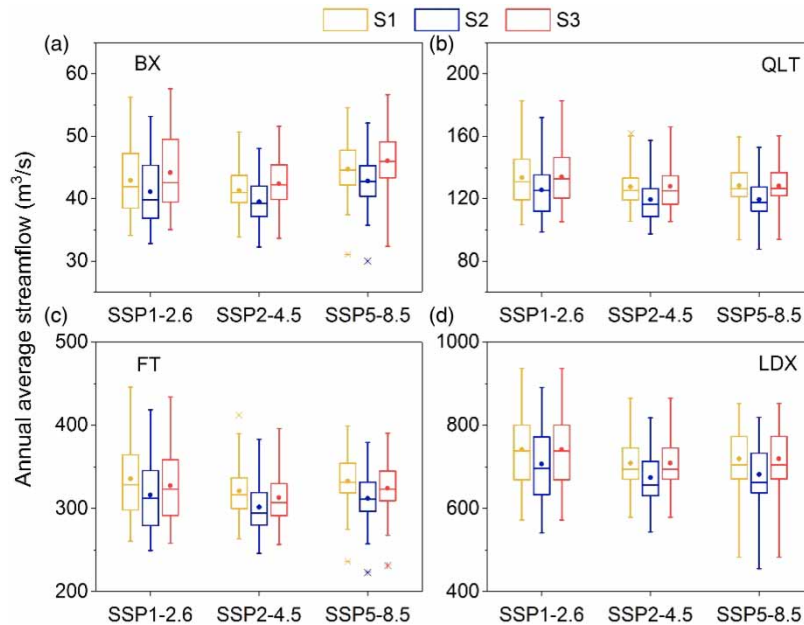 S1 S2 S3
(a) BX
(b) QLT
60
50
40
30
200
160
120
80
SSP1-2.6 SSP2-4.5 SSP5-8.5
SSP1-2.6 SSP2-4.5 SSP5-8.5
Annual average streamflow (m³/s)
(c) FT
(d) LDX
500
400
300
200
1000
800
600
400
SSP1-2.6 SSP2-4.5 SSP5-8.5
SSP1-2.6 SSP2-4.5 SSP5-8.5